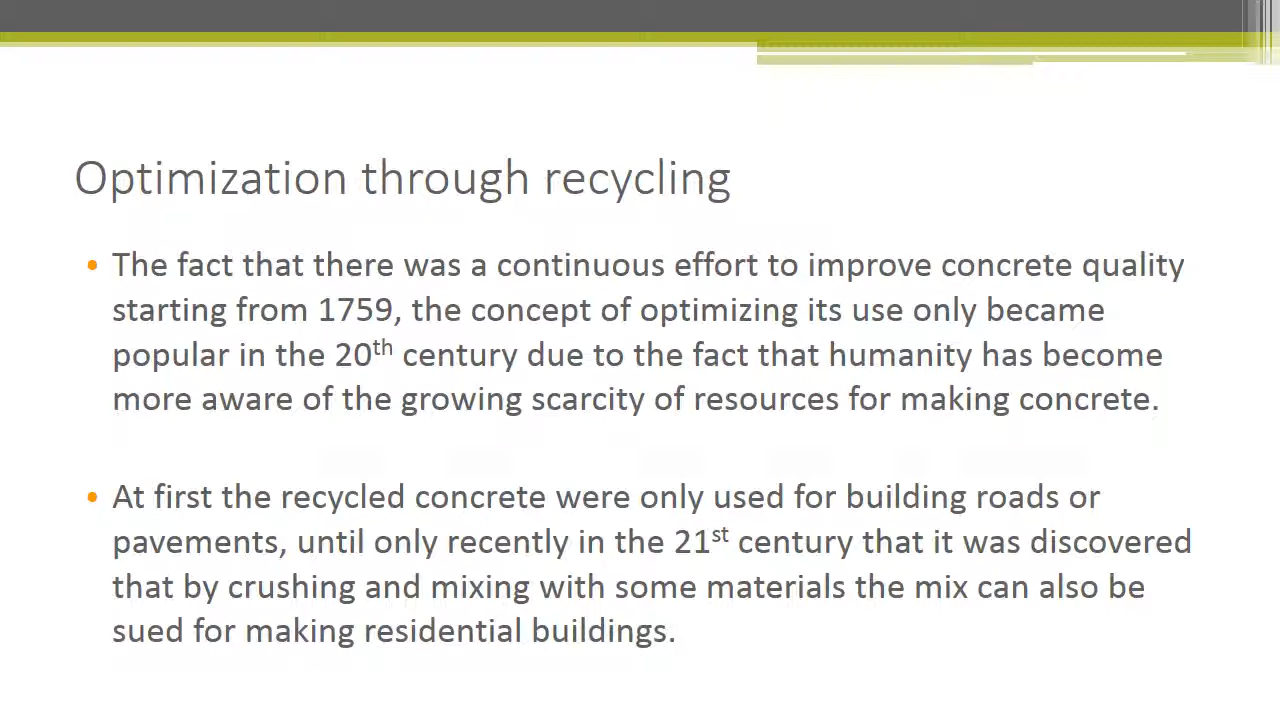 Optimization through recycling
• The fact that there was a continuous effort to improve concrete quality
starting from 1759, the concept of optimizing its use only became
popular in the 20th century due to the fact that humanity has become
more aware of the growing scarcity of resources for making concrete.
• At first the recycled concrete were only used for building roads or
pavements, until only recently in the 21st century that it was discovered
that by crushing and mixing with some materials the mix can also be
sued for making residential buildings.